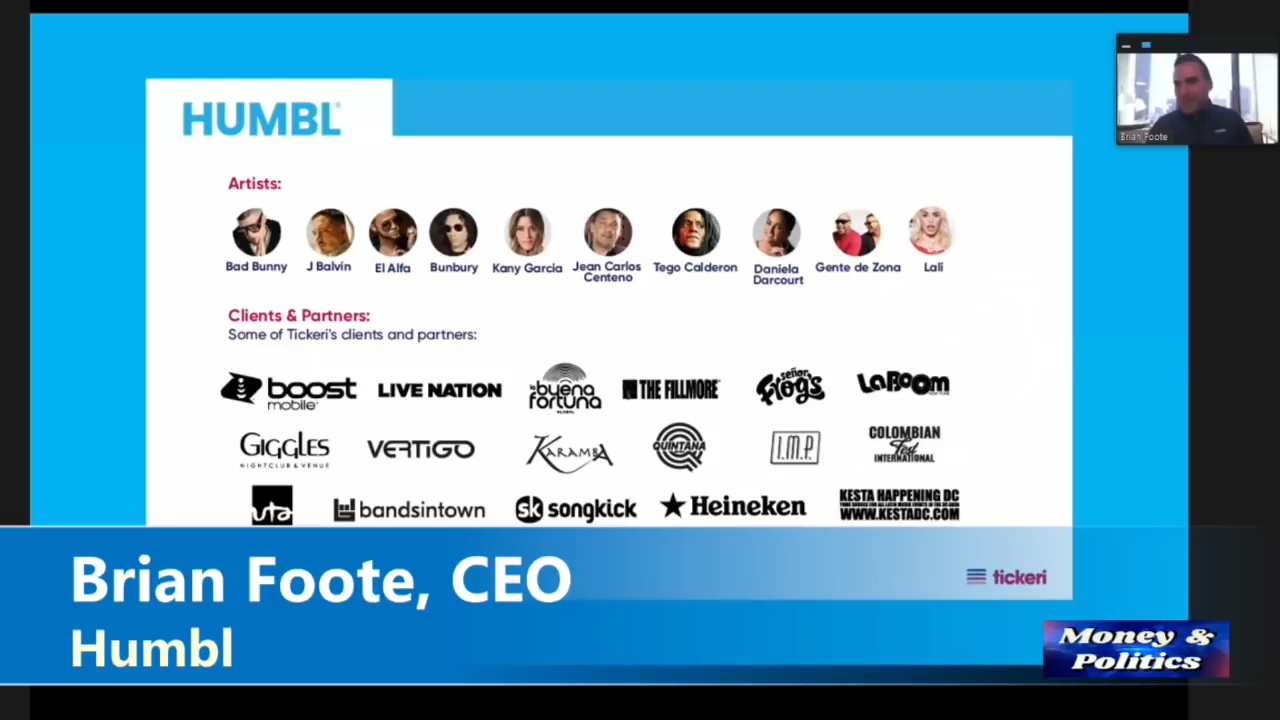 HUMBL
Brian Foote
Artists:
Bad Bunny
J Balvin
El Alfa
Bunbury
Kany Garcia
Jean Carlos
Centeno
Tego Calderon
Daniela
Darcourt
Gente de Zona
Lali
Clients & Partners:
Some of Tickeri's clients and partners:
boost
mobile
LIVE NATION
la buena
fortuna
GLOBAL
THE FILLMORE
señor
Frog's
LaBoom
GIGGLES
NIGHTCLUB & VENUE
VERTIGO
KARAMBA
QUINTANA
I.M.P.
COLOMBIAN
Fest
INTERNATIONAL
uta
bandsintown
sk songkick
Heineken
KESTA HAPPENING DC
WWW.KESTADC.COM
tickeri
Brian Foote, CEO
Humbl
Money &
Politics